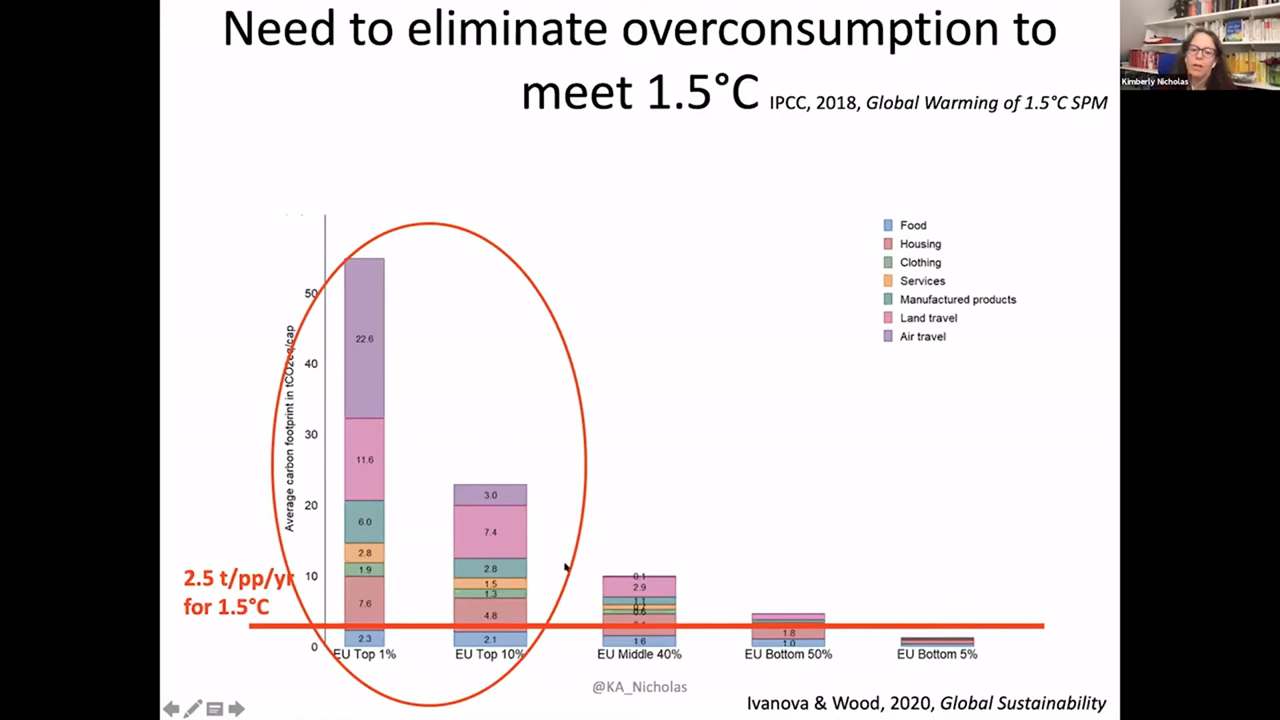 Need to eliminate overconsumption to
meet 1.5°C IPCC, 2018, Global Warming of 1.5°C SPM
Kimberly Nicholas
Food
Housing
Clothing
Services
Manufactured products
Land travel
Air travel
Average carbon footprint in tCO2eq/cap
50
40
30
20
10
0
22.6
11.6
6.0
2.8
1.9
7.6
2.3
3.0
7.4
2.8
1.5
1.3
4.8
2.1
0.1
2.9
1.1
0.6
1.6
1.8
1.0
2.5 t/pp/yr
for 1.5°C
EU Top 1%
EU Top 10%
EU Middle 40%
EU Bottom 50%
EU Bottom 5%
@KA_Nicholas
Ivanova & Wood, 2020, Global Sustainability